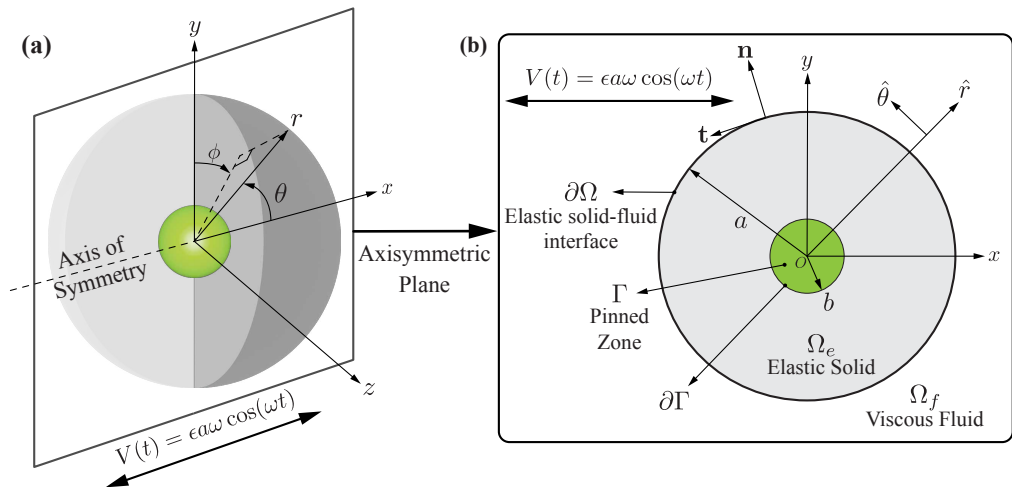 (a)
y
r
ϕ
θ
x
Axis of
Symmetry
z
V(t) = ϵaω cos(ωt)
Axisymmetric
Plane
(b)
V(t) = ϵaω cos(ωt)
n
y
θ̂
r̂
t
∂Ω
Elastic solid-fluid
interface
a
O
x
b
Γ
Pinned
Zone
Ωₑ
Elastic Solid
∂Γ
Ω_f
Viscous Fluid